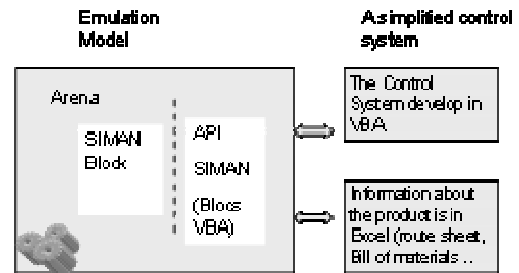 Emulation
Model
A simplified control
system
Arena
SIMAN
Block
API
SIMAN
(Blocs
VBA)
The Control
System develop in
VBA
Information about
the product is in
Excel (route sheet,
Bill of materials ..